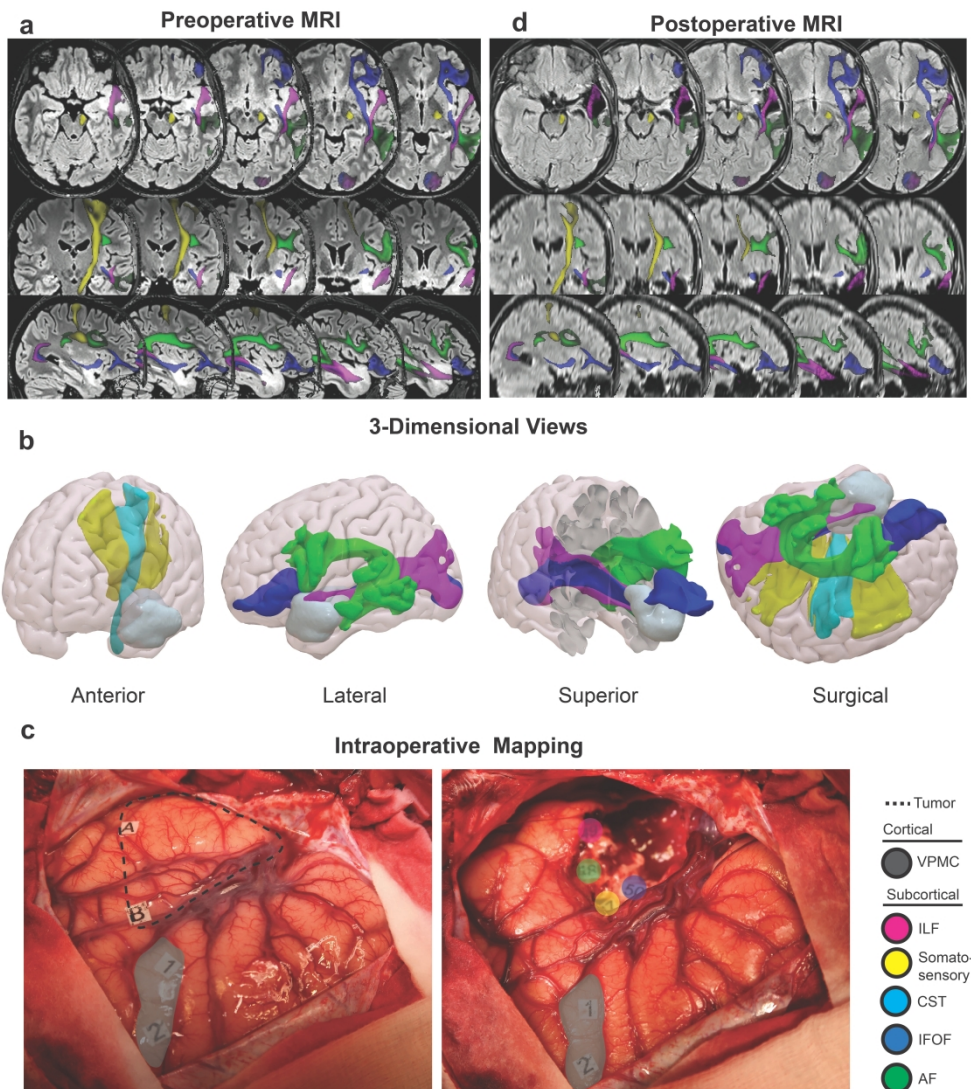 a
Preoperative MRI
d
Postoperative MRI
b
3-Dimensional Views
Anterior
Lateral
Superior
Surgical
c
Intraoperative Mapping
A
B
1
2
50
1
2
Tumor
Cortical
VPMC
Subcortical
ILF
Somato-
sensory
CST
IFOF
AF